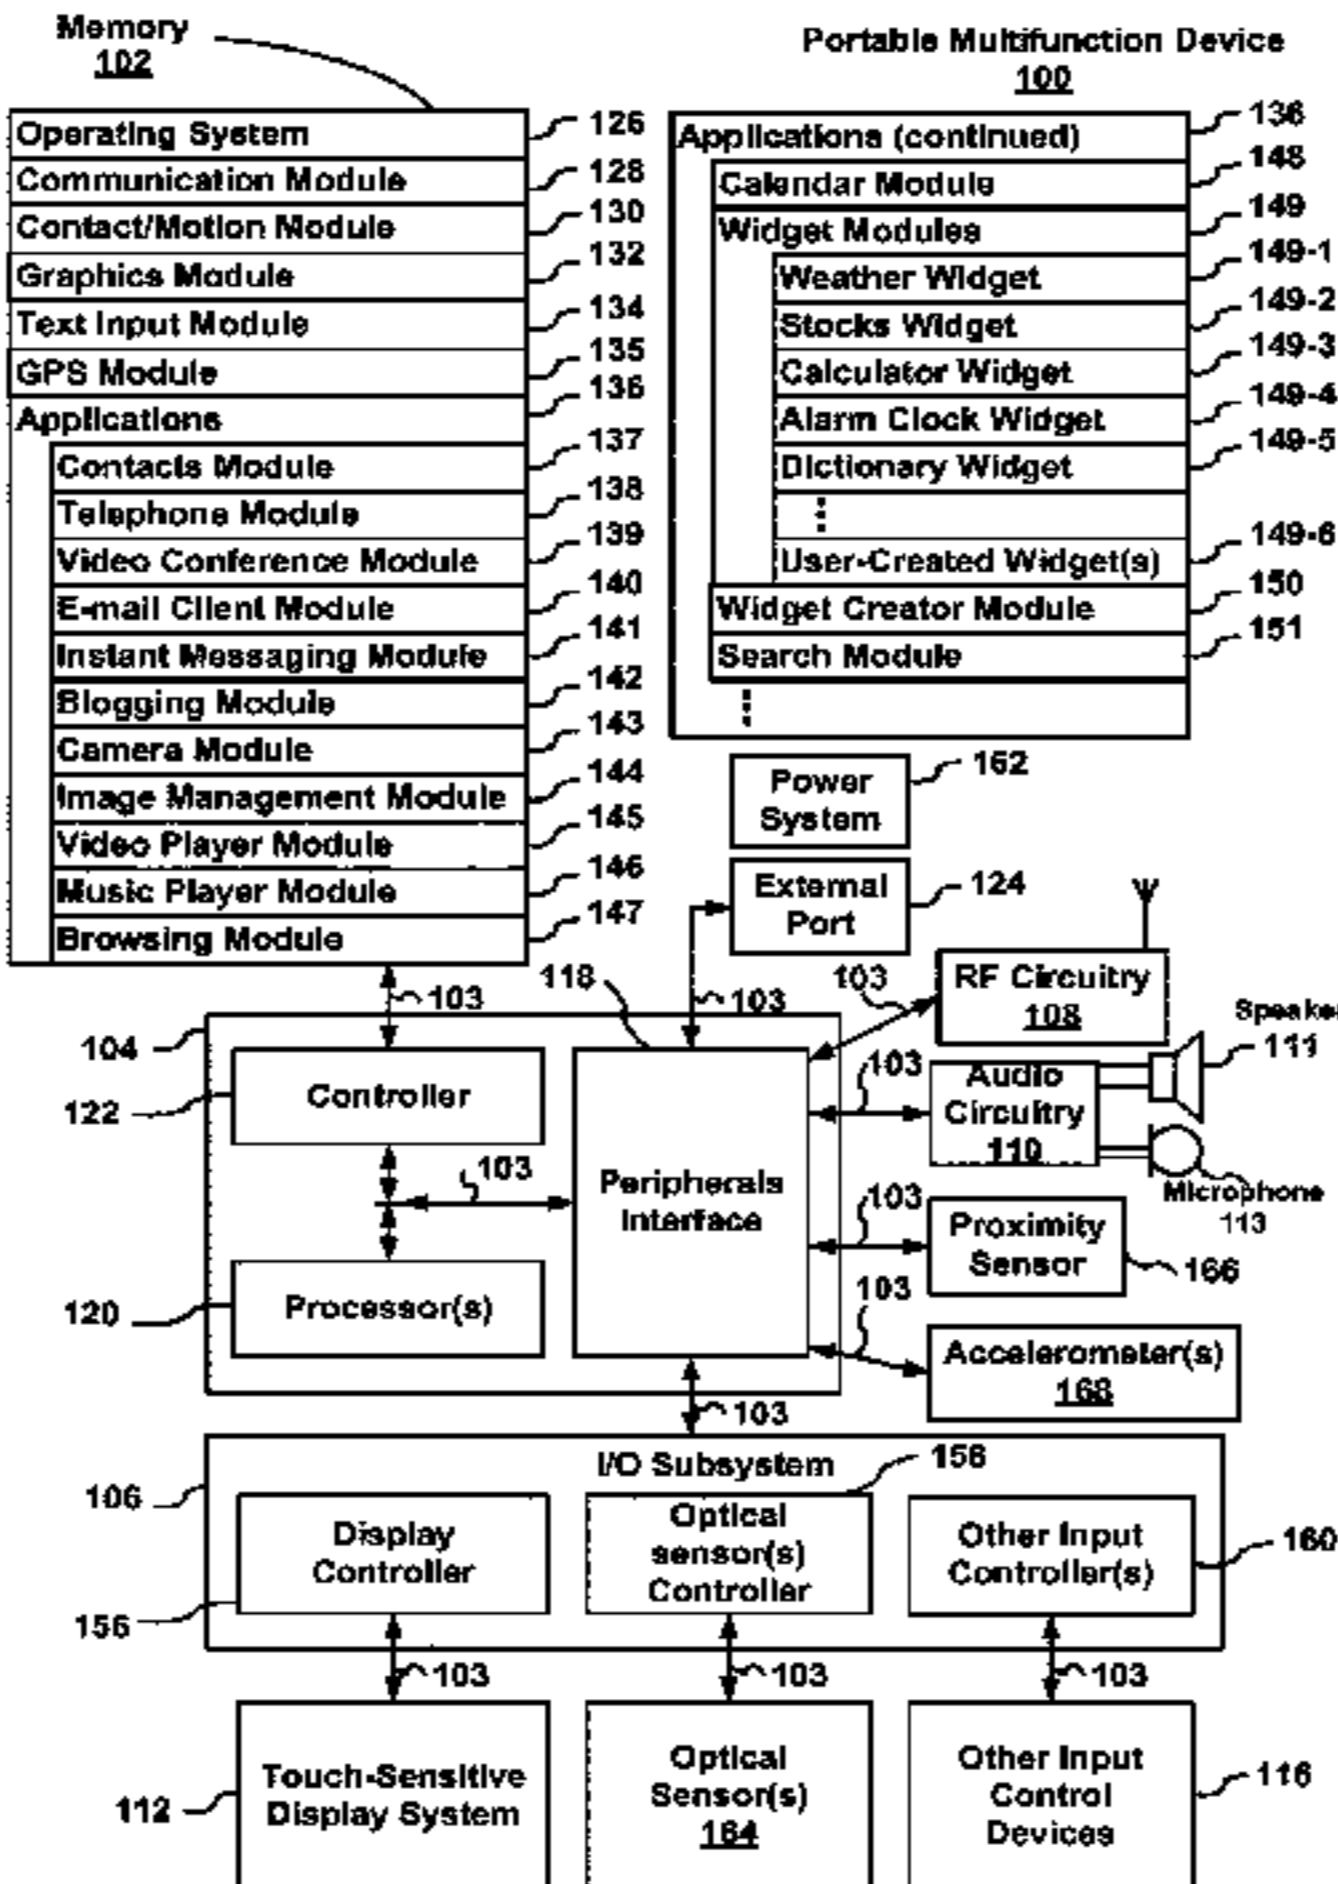 Memory
102
Portable Multifunction Device
100
Operating System
126
Communication Module
128
Contact/Motion Module
130
Graphics Module
132
Text Input Module
134
GPS Module
135
Applications
136
Contacts Module
137
Telephone Module
138
Video Conference Module
139
E-mail Client Module
140
Instant Messaging Module
141
Blogging Module
142
Camera Module
143
Image Management Module
144
Video Player Module
145
Music Player Module
146
Browsing Module
147
Applications (continued)
136
Calendar Module
148
Widget Modules
149
Weather Widget
149-1
Stocks Widget
149-2
Calculator Widget
149-3
Alarm Clock Widget
149-4
Dictionary Widget
149-5
User-Created Widget(s)
149-6
Widget Creator Module
150
Search Module
151
Power
System
162
External
Port
124
103
118
103
103
RF Circuitry
108
Speaker
111
104
Controller
122
103
Audio
Circuitry
110
Microphone
113
103
Peripherals
Interface
103
Proximity
Sensor
166
Processor(s)
120
103
Accelerometer(s)
168
103
I/O Subsystem
106
158
Display
Controller
156
Optical
sensor(s)
Controller
Other Input
Controller(s)
160
103
103
103
Touch-Sensitive
Display System
112
Optical
Sensor(s)
164
Other Input
Control
Devices
116